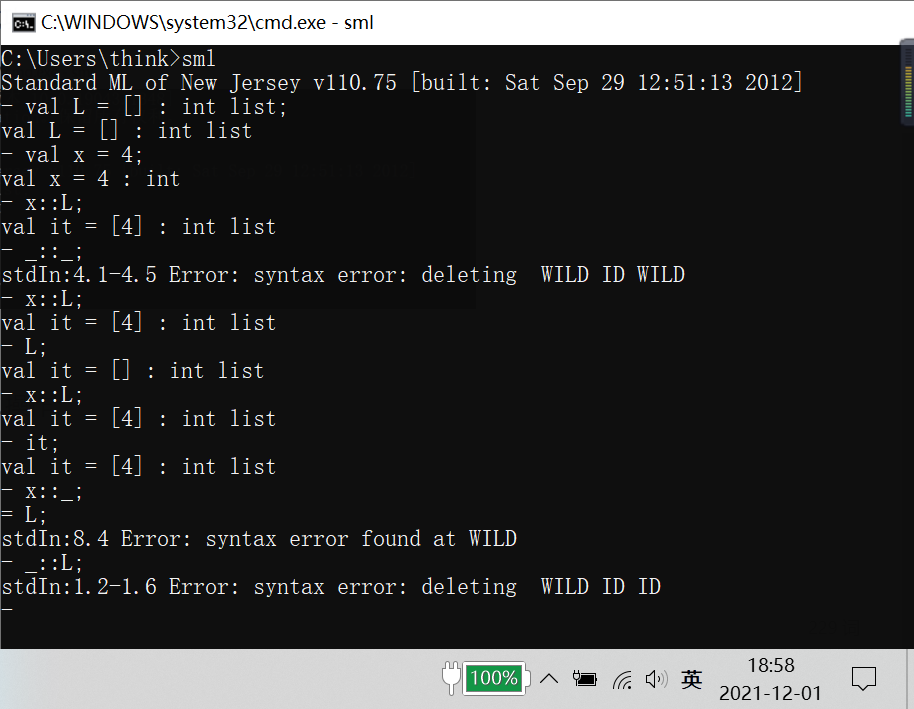 C:\WINDOWS\system32\cmd.exe - sml
C:\Users\think>sml
Standard ML of New Jersey v110.75 [built: Sat Sep 29 12:51:13 2012]
- val L = [] : int list;
val L = [] : int list
- val x = 4;
val x = 4 : int
- x::L;
val it = [4] : int list
- _::_;
stdIn:4.1-4.5 Error: syntax error: deleting  WILD ID WILD
- x::L;
val it = [4] : int list
- L;
val it = [] : int list
- x::L;
val it = [4] : int list
- it;
val it = [4] : int list
- x::_;
= L;
stdIn:8.4 Error: syntax error found at WILD
- _::L;
stdIn:1.2-1.6 Error: syntax error: deleting  WILD ID ID
-
100%
英
18:58
2021-12-01